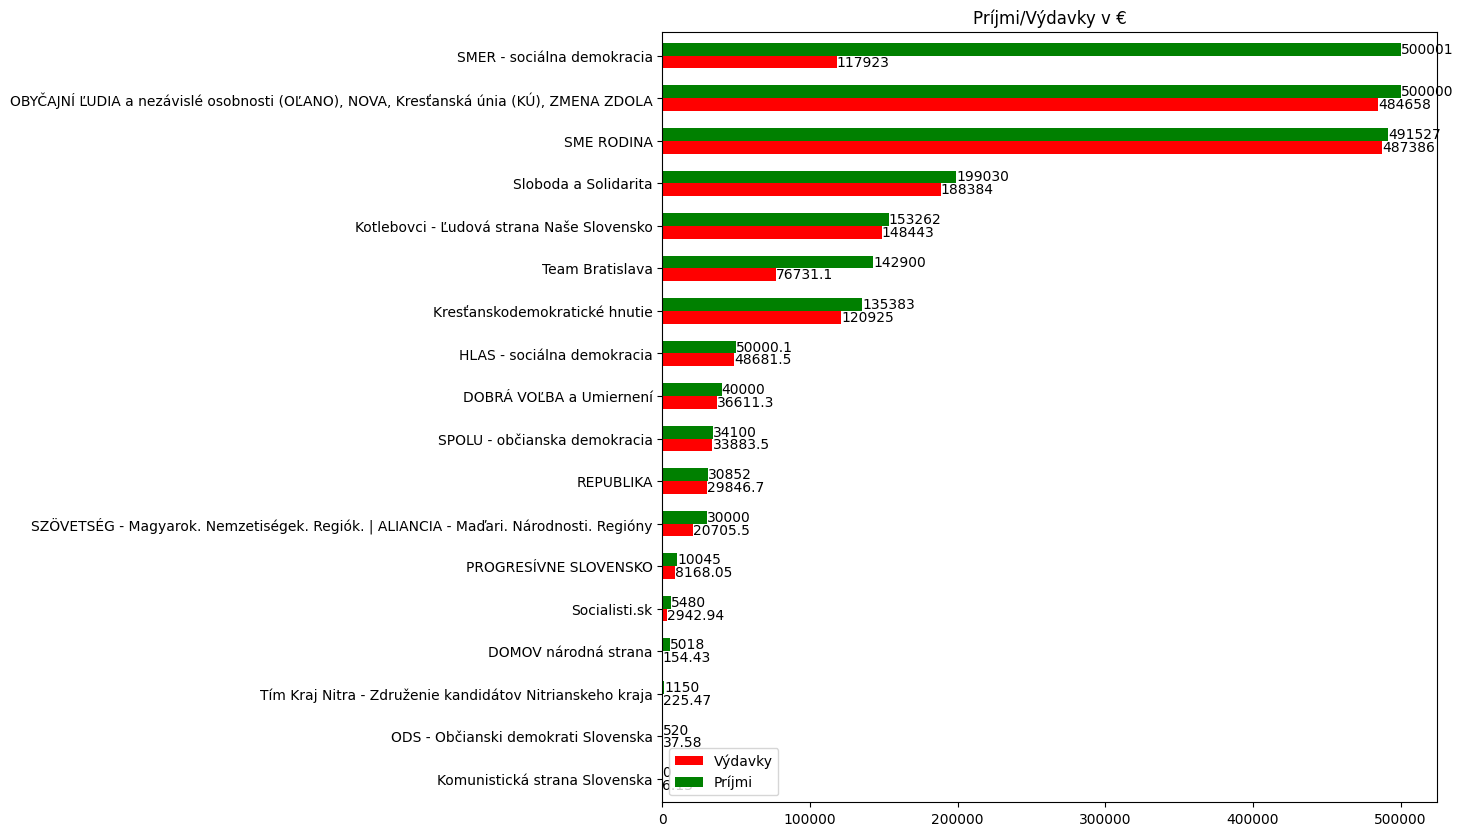 Príjmi/Výdavky v €
SMER - sociálna demokracia
500001
117923
OBYČAJNÍ ĽUDIA a nezávislé osobnosti (OĽANO), NOVA, Kresťanská únia (KÚ), ZMENA ZDOLA
500000
484658
SME RODINA
491527
487386
Sloboda a Solidarita
199030
188384
Kotlebovci - Ľudová strana Naše Slovensko
153262
148443
Team Bratislava
142900
76731.1
Kresťanskodemokratické hnutie
135383
120925
HLAS - sociálna demokracia
50000.1
48681.5
DOBRÁ VOĽBA a Umiernení
40000
36611.3
SPOLU - občianska demokracia
34100
33883.5
REPUBLIKA
30852
29846.7
SZÖVETSÉG - Magyarok. Nemzetiségek. Regiók. | ALIANCIA - Maďari. Národnosti. Regióny
30000
20705.5
PROGRESÍVNE SLOVENSKO
10045
8168.05
Socialisti.sk
5480
2942.94
DOMOV národná strana
5018
154.43
Tím Kraj Nitra - Združenie kandidátov Nitrianskeho kraja
1150
225.47
ODS - Občianski demokrati Slovenska
520
37.58
Komunistická strana Slovenska
0
Výdavky
Príjmi
0 100000 200000 300000 400000 500000